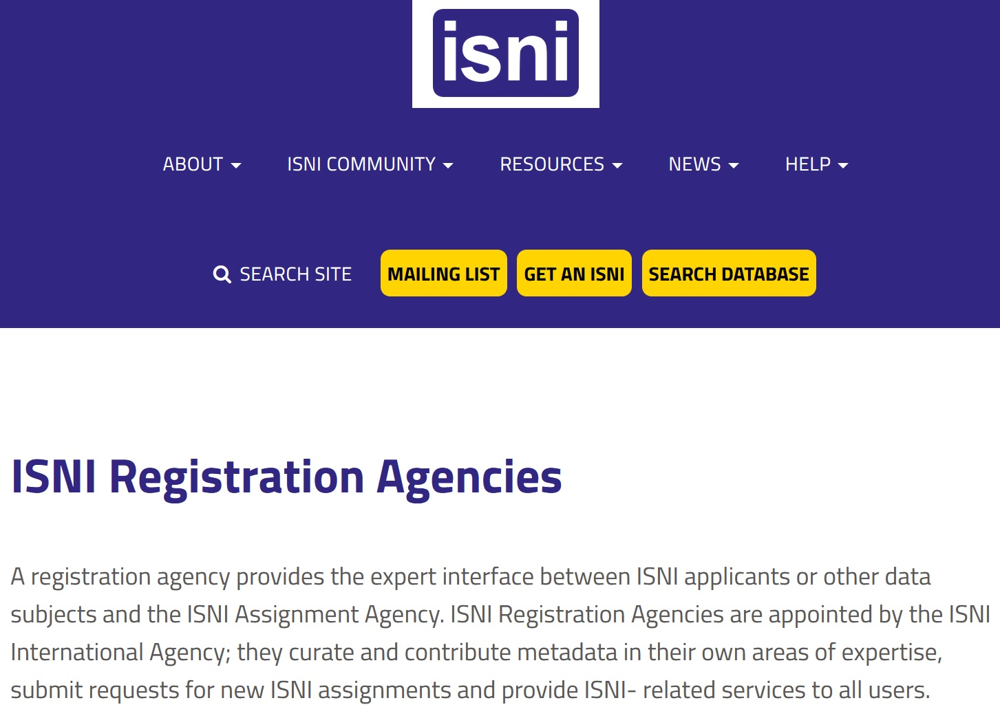 isni
ABOUT
ISNI COMMUNITY
RESOURCES
NEWS
HELP
SEARCH SITE
MAILING LIST
GET AN ISNI
SEARCH DATABASE
ISNI Registration Agencies
A registration agency provides the expert interface between ISNI applicants or other data
subjects and the ISNI Assignment Agency. ISNI Registration Agencies are appointed by the ISNI
International Agency; they curate and contribute metadata in their own areas of expertise,
submit requests for new ISNI assignments and provide ISNI- related services to all users.